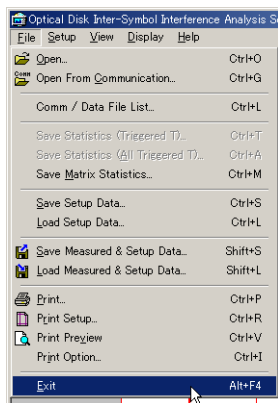 Optical Disk Inter-Symbol Interference Analysis S
File Setup View Display Help
Open... Ctrl+O
Open From Communication... Ctrl+G
Comm / Data File List... Ctrl+L
Save Statistics (Triggered T)... Ctrl+T
Save Statistics (All Triggered T)... Ctrl+A
Save Matrix Statistics... Ctrl+M
Save Setup Data... Ctrl+S
Load Setup Data... Ctrl+L
Save Measured & Setup Data... Shift+S
Load Measured & Setup Data... Shift+L
Print... Ctrl+P
Print Setup... Ctrl+R
Print Preview Ctrl+V
Print Option... Ctrl+I
Exit Alt+F4